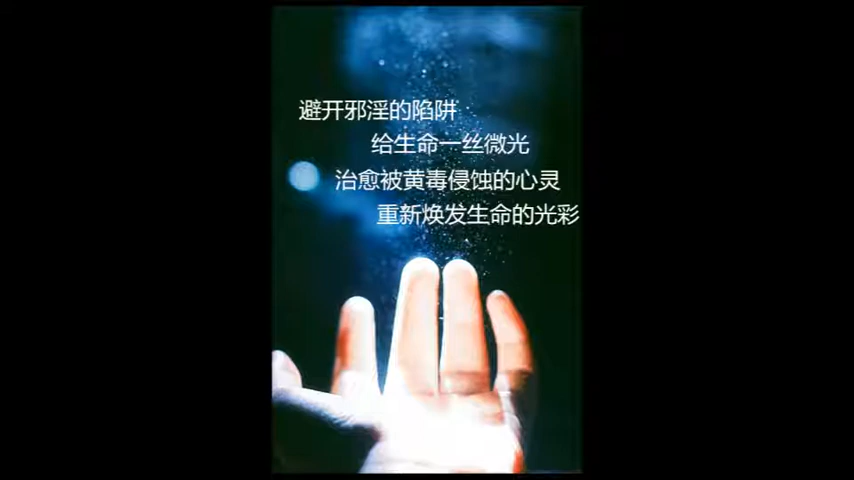 避开邪淫的陷阱
给生命一丝微光
治愈被黄毒侵蚀的心灵
重新焕发生命的光彩